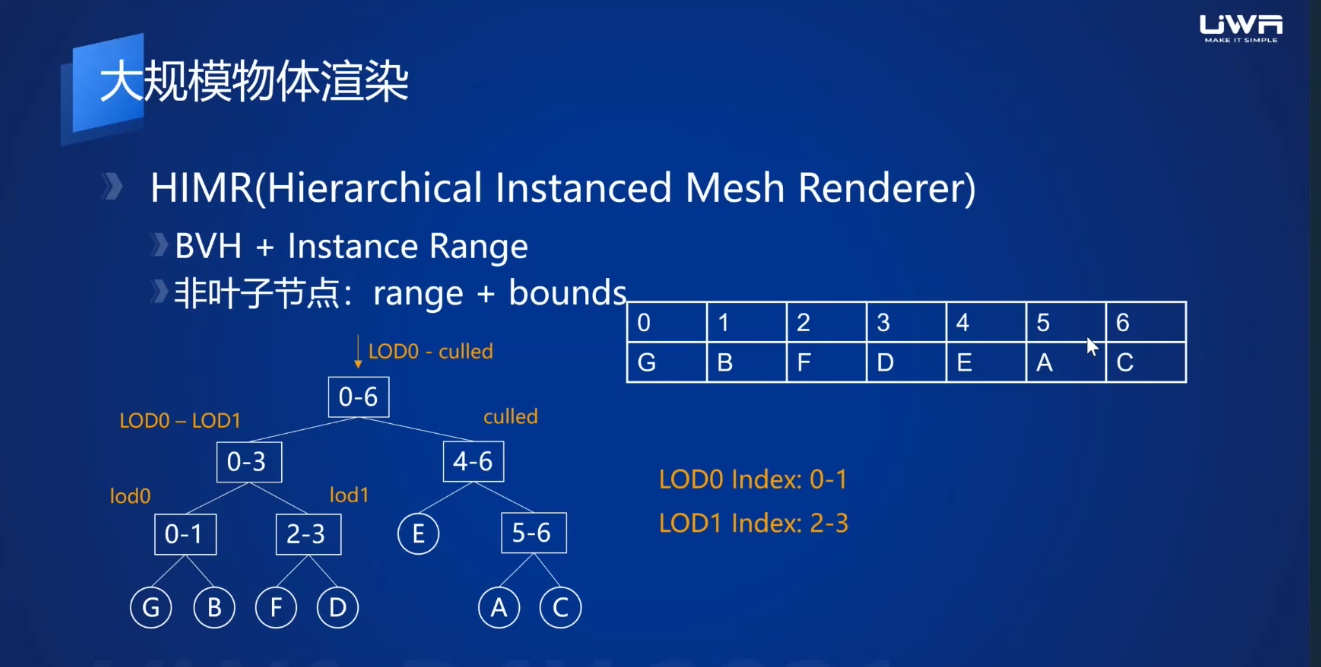 UWA
MAKE IT SIMPLE
大规模物体渲染
HIMR(Hierarchical Instanced Mesh Renderer)
BVH + Instance Range
非叶子节点：range + bounds
0 1 2 3 4 5 6
G B F D E A C
LOD0 - culled
0-6
LOD0 – LOD1
culled
0-3
4-6
lod0
lod1
0-1
2-3
E
5-6
G B F D A C
LOD0 Index: 0-1
LOD1 Index: 2-3